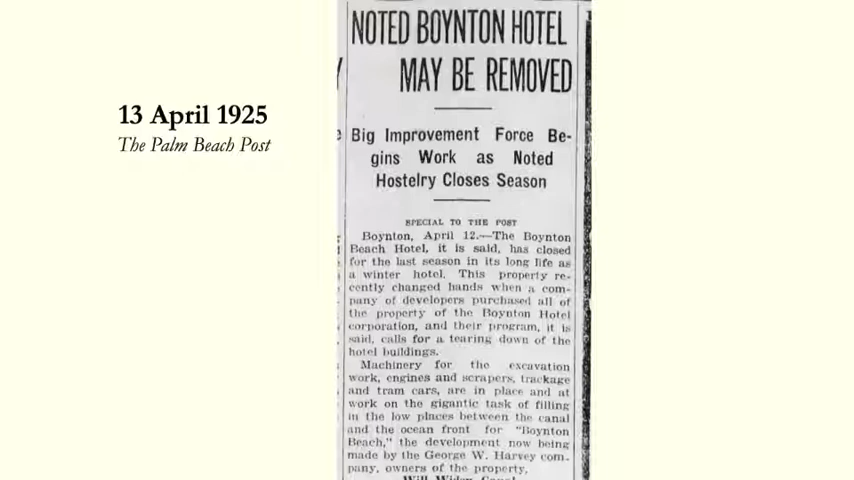 13 April 1925
The Palm Beach Post
NOTED BOYNTON HOTEL
MAY BE REMOVED
Big Improvement Force Be-
gins Work as Noted
Hostelry Closes Season
SPECIAL TO THE POST
Boynton, April 12.—The Boynton
Beach Hotel, it is said, has closed
for the last season in its long life as
a winter hotel. This property re-
cently changed hands when a com-
pany of developers purchased all of
the property of the Boynton Hotel
corporation, and their program, it is
said, calls for a tearing down of the
hotel buildings.
Machinery for the excavation
work, engines and scrapers, trackage
and tram cars, are in place and at
work on the gigantic task of filling
in the low places between the canal
and the ocean front for "Boynton
Beach," the development now being
made by the George W. Harvey com-
pany, owners of the property.
Will Widen Canal